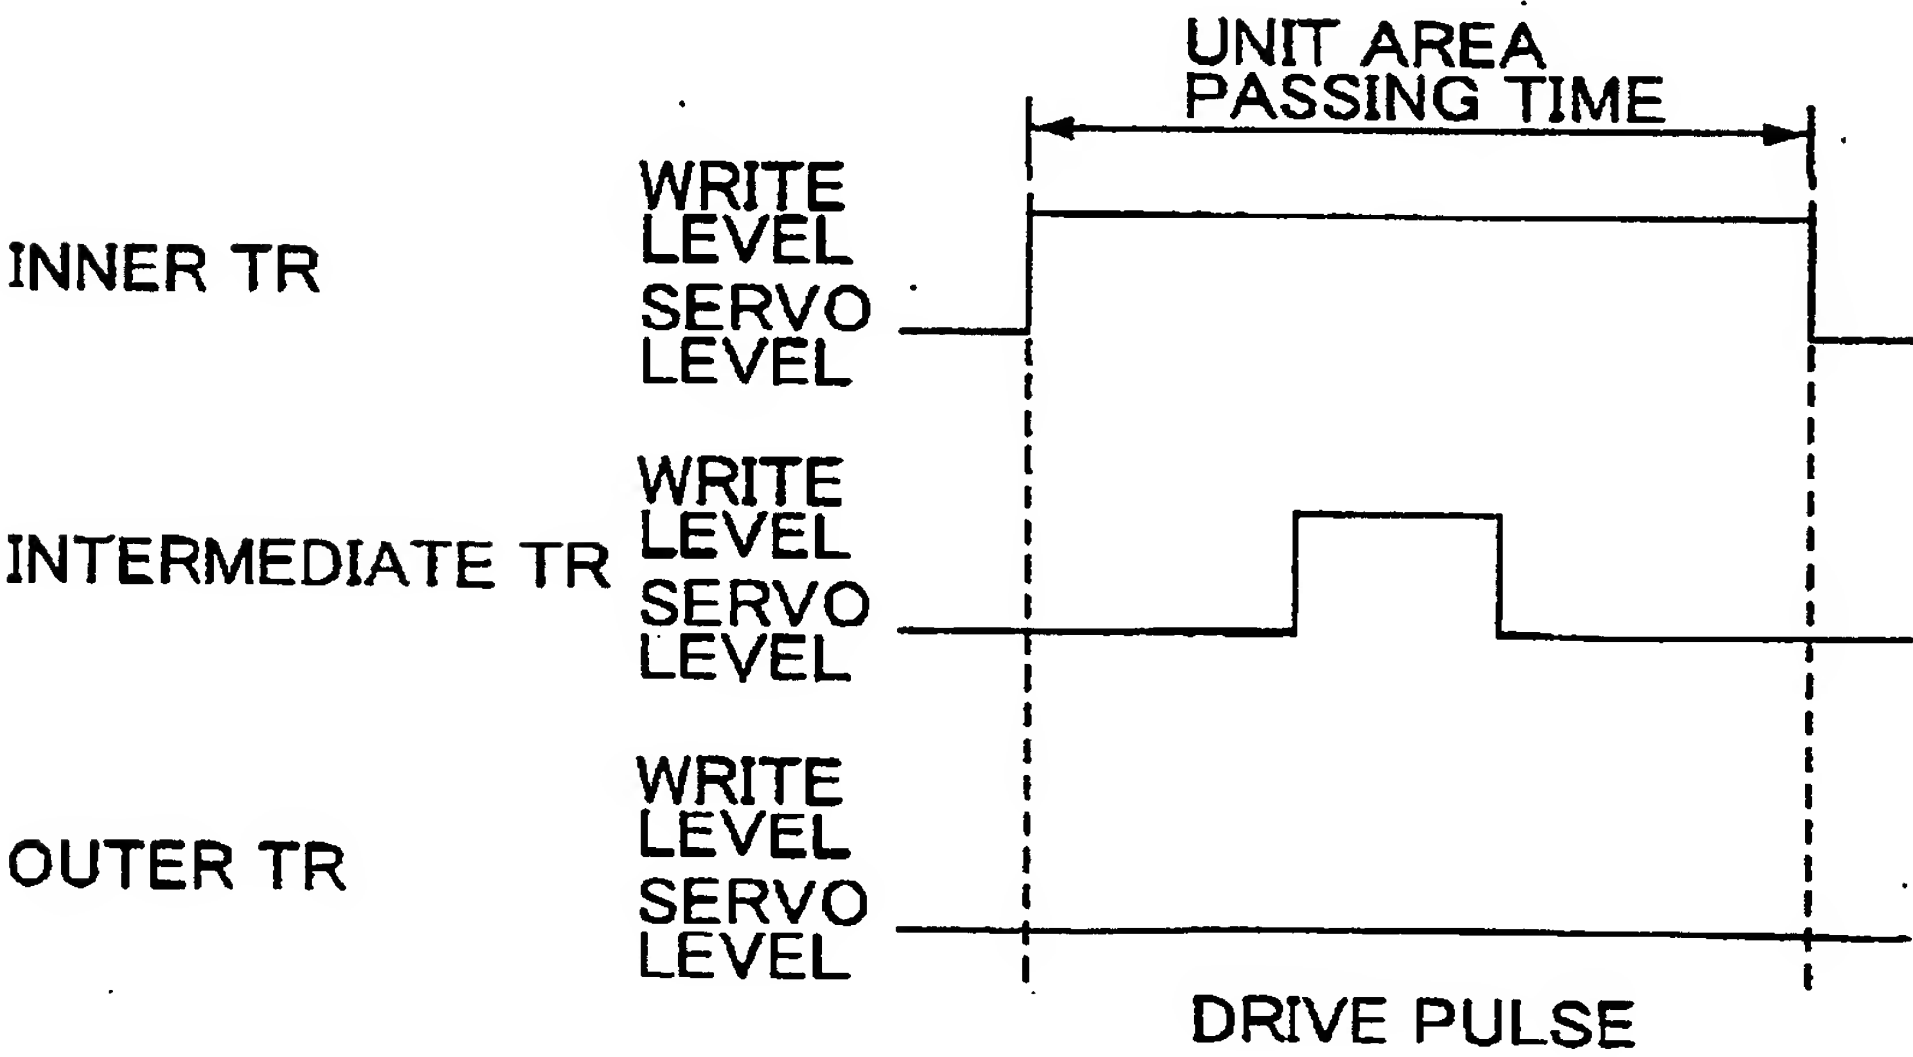 UNIT AREA
PASSING TIME
INNER TR
WRITE
LEVEL
SERVO
LEVEL
INTERMEDIATE TR
WRITE
LEVEL
SERVO
LEVEL
OUTER TR
WRITE
LEVEL
SERVO
LEVEL
DRIVE PULSE